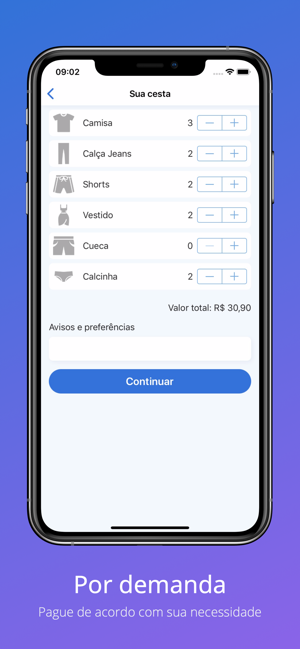 09:02
Sua cesta
Camisa 3
Calça Jeans 2
Shorts 2
Vestido 2
Cueca 0
Calcinha 2
Valor total: R$ 30,90
Avisos e preferências
Continuar
Por demanda
Pague de acordo com sua necessidade